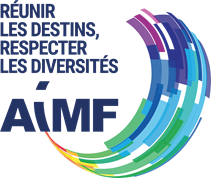 RÉUNIR
LES DESTINS,
RESPECTER
LES DIVERSITÉS
AiMF